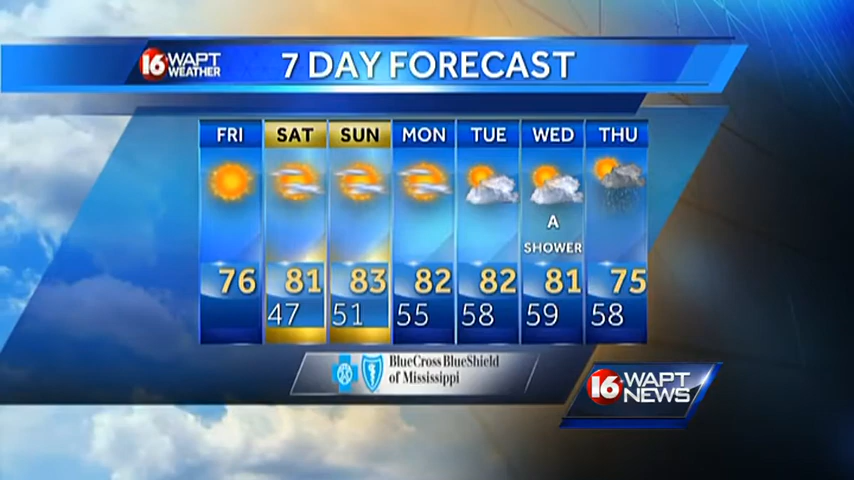 16 WAPT
WEATHER
7 DAY FORECAST
FRI SAT SUN MON TUE WED THU
A
SHOWER
76 81 83 82 82 81 75
47 51 55 58 59 58
BlueCross BlueShield
of Mississippi
16 WAPT
NEWS